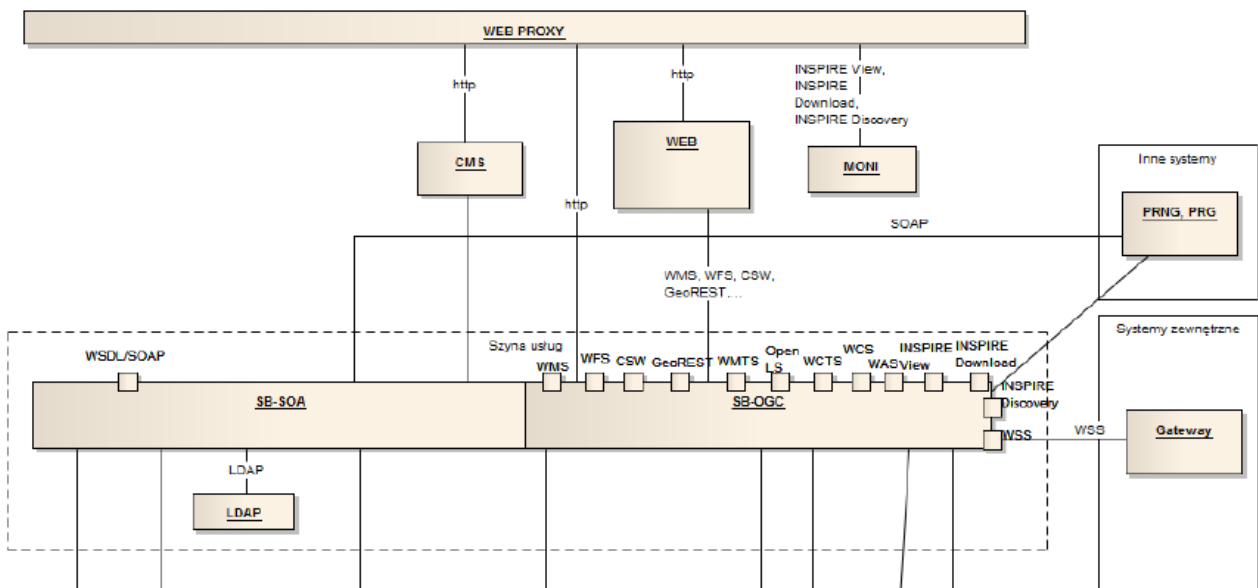 WEB PROXY
http
http
INSPIRE View,
INSPIRE
Download,
INSPIRE Discovery
CMS
WEB
MONI
Inne systemy
PRNG, PRG
http
SOAP
WMS, WFS, CSW,
GeoREST,...
Systemy zewnętrzne
Szyna usług
WSDL/SOAP
WMS
WFS
CSW
GeoREST
WMTS
Open
LS
WCTS
WCS
WAS
INSPIRE
View
INSPIRE
Download
INSPIRE
Discovery
SB-SOA
SB-OGC
WSS
WSS
Gateway
LDAP
LDAP